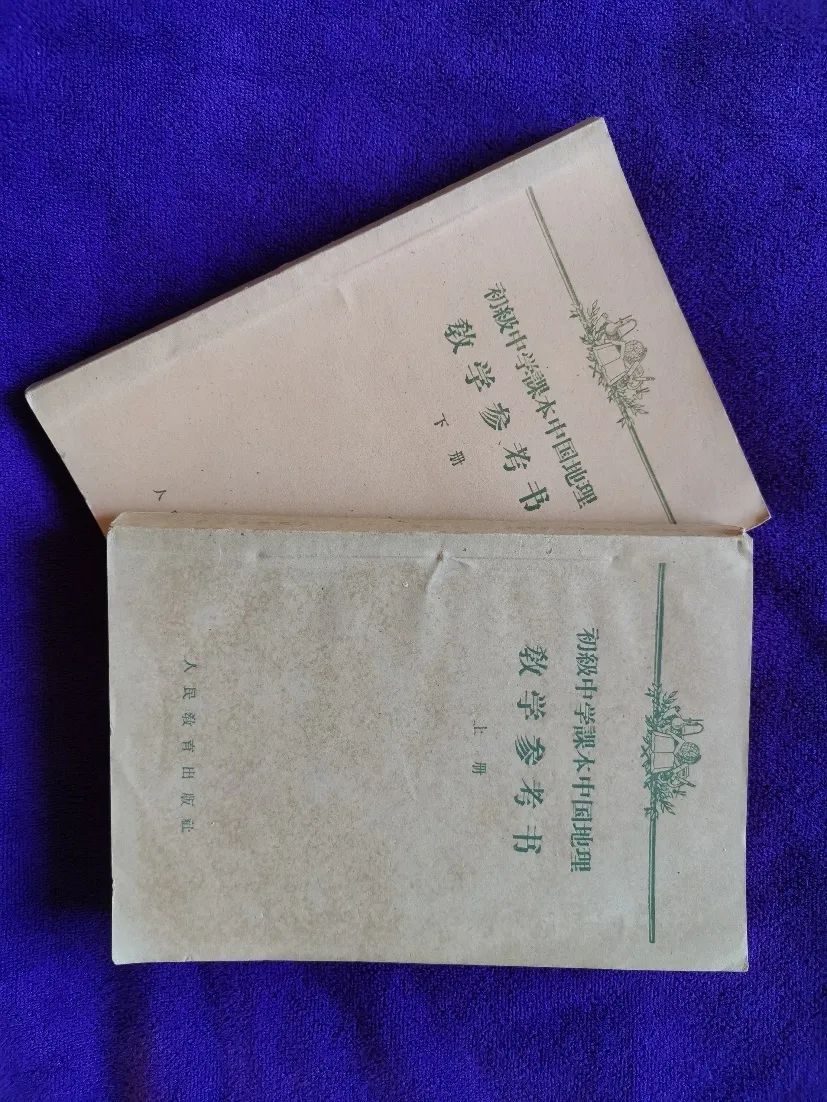 初級中学課本中国地理
教学参考书
下册
人
初級中学課本中国地理
教学参考书
上册
人民教育出版社